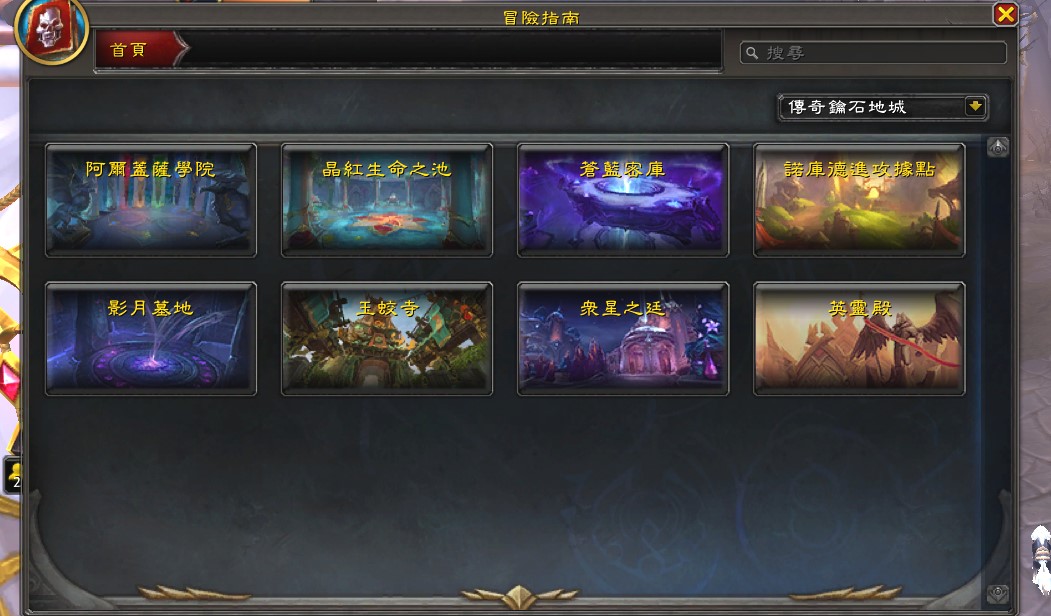 冒險指南
首頁
搜尋
傳奇鑰石地城
阿爾蓋薩學院
晶紅生命之池
蒼藍密庫
諾庫德進攻據點
影月墓地
玉蛟寺
眾星之廷
英靈殿
2